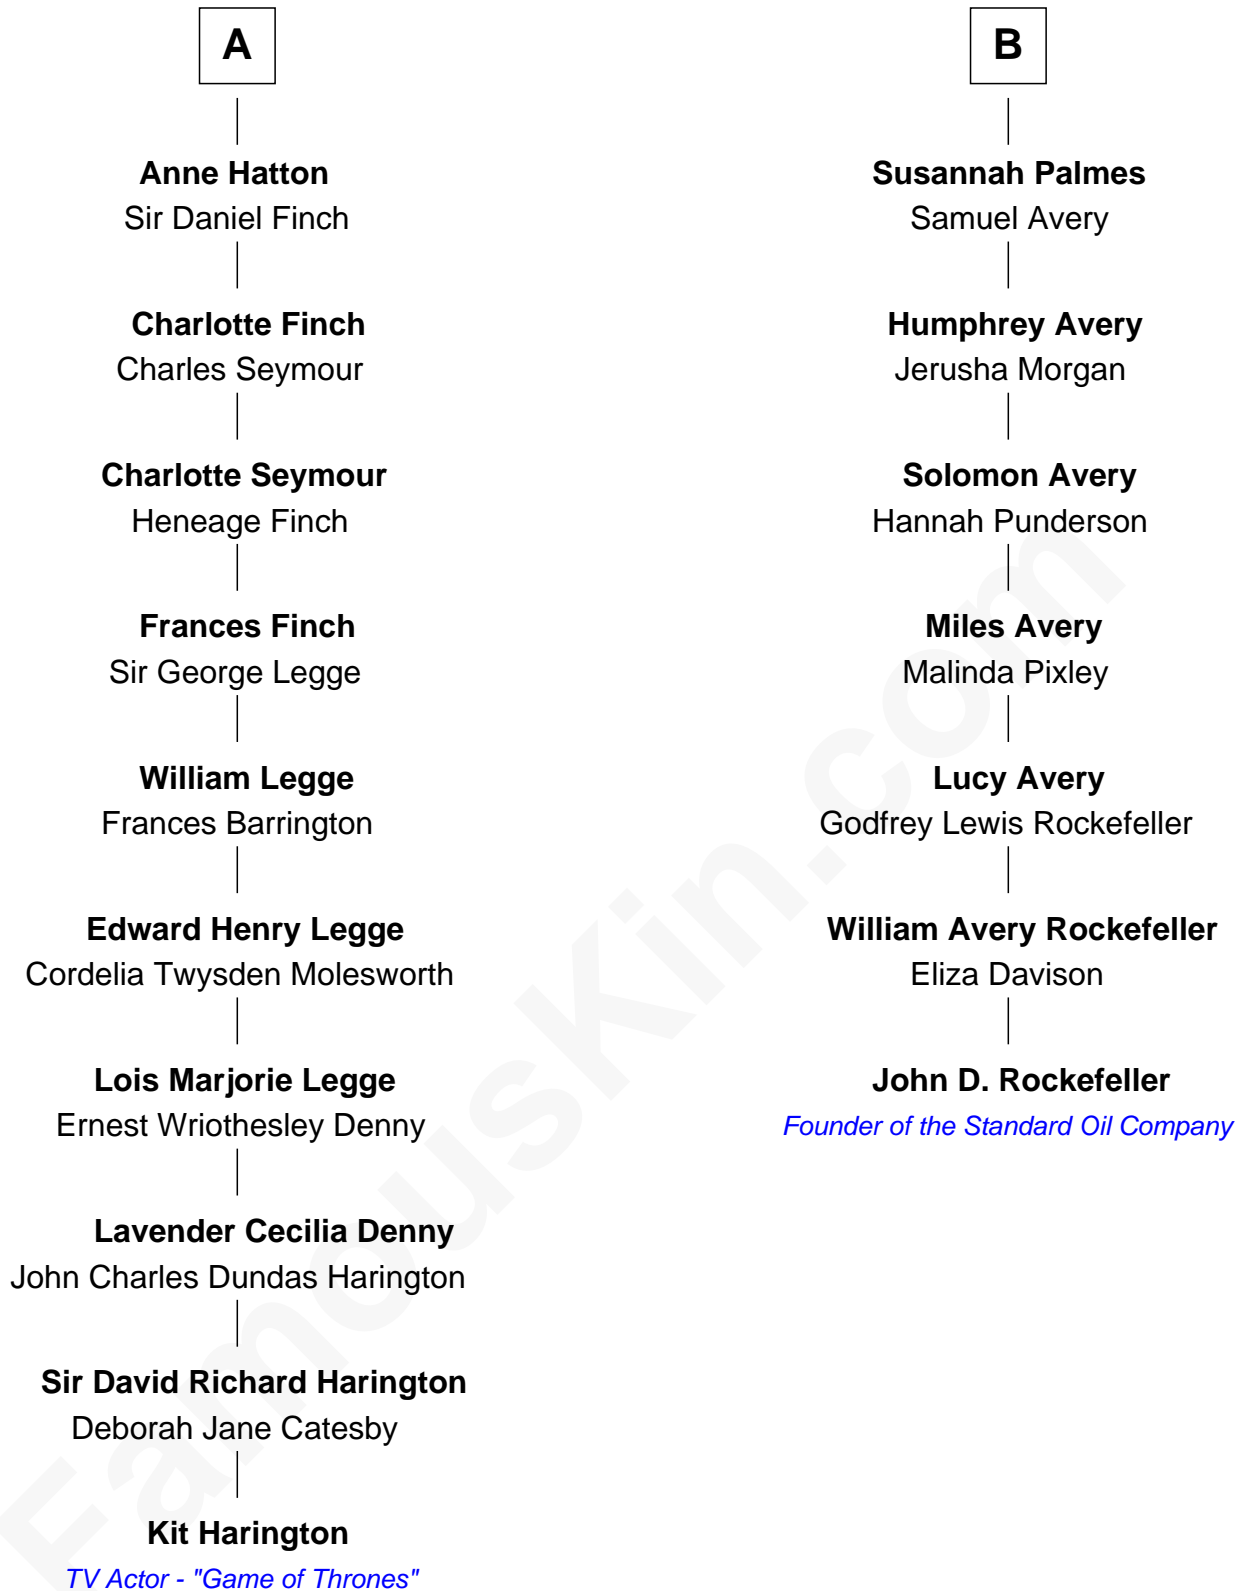 A
Anne Hatton
Sir Daniel Finch
Charlotte Finch
Charles Seymour
Charlotte Seymour
Heneage Finch
Frances Finch
Sir George Legge
William Legge
Frances Barrington
Edward Henry Legge
Cordelia Twysden Molesworth
Lois Marjorie Legge
Ernest Wriothesley Denny
Lavender Cecilia Denny
John Charles Dundas Harington
Sir David Richard Harington
Deborah Jane Catesby
Kit Harington
TV Actor - "Game of Thrones"
B
Susannah Palmes
Samuel Avery
Humphrey Avery
Jerusha Morgan
Solomon Avery
Hannah Punderson
Miles Avery
Malinda Pixley
Lucy Avery
Godfrey Lewis Rockefeller
William Avery Rockefeller
Eliza Davison
John D. Rockefeller
Founder of the Standard Oil Company
FamousKin.com